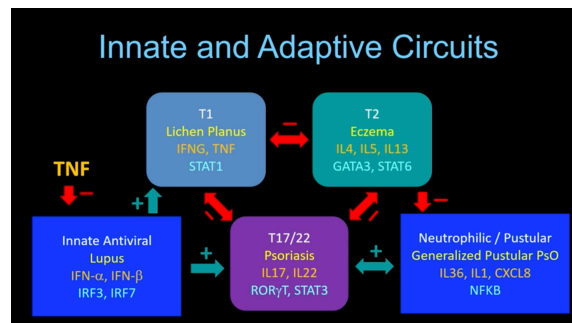 Innate and Adaptive Circuits
T1
Lichen Planus
IFNG, TNF
STAT1
−
T2
Eczema
IL4, IL5, IL13
GATA3, STAT6
TNF
−
+
−
−
−
Innate Antiviral
Lupus
IFN-α, IFN-β
IRF3, IRF7
+
T17/22
Psoriasis
IL17, IL22
RORγT, STAT3
+
Neutrophilic / Pustular
Generalized Pustular PsO
IL36, IL1, CXCL8
NFKB